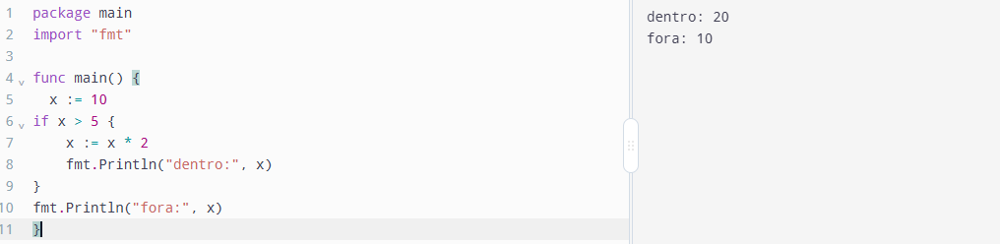 1 package main
2 import "fmt"
3
4 func main() {
5   x := 10
6 if x > 5 {
7     x := x * 2
8     fmt.Println("dentro:", x)
9 }
10 fmt.Println("fora:", x)
11 }
dentro: 20
fora: 10